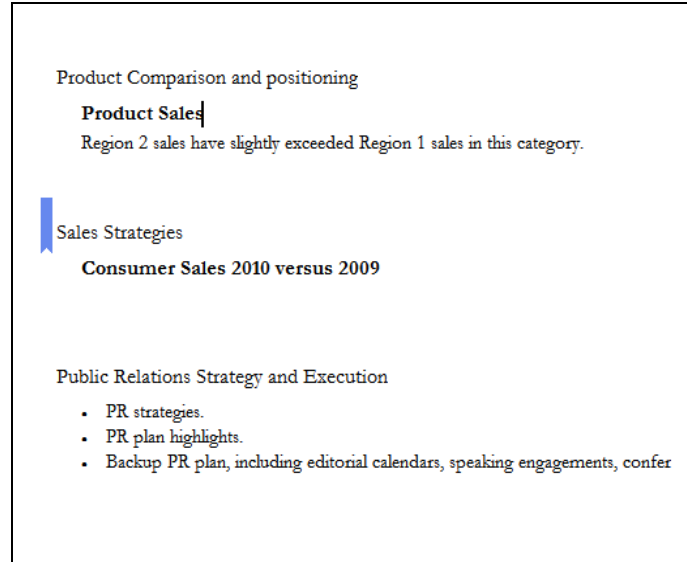 Product Comparison and positioning
Product Sales
Region 2 sales have slightly exceeded Region 1 sales in this category.
Sales Strategies
Consumer Sales 2010 versus 2009
Public Relations Strategy and Execution
• PR strategies.
• PR plan highlights.
• Backup PR plan, including editorial calendars, speaking engagements, confer